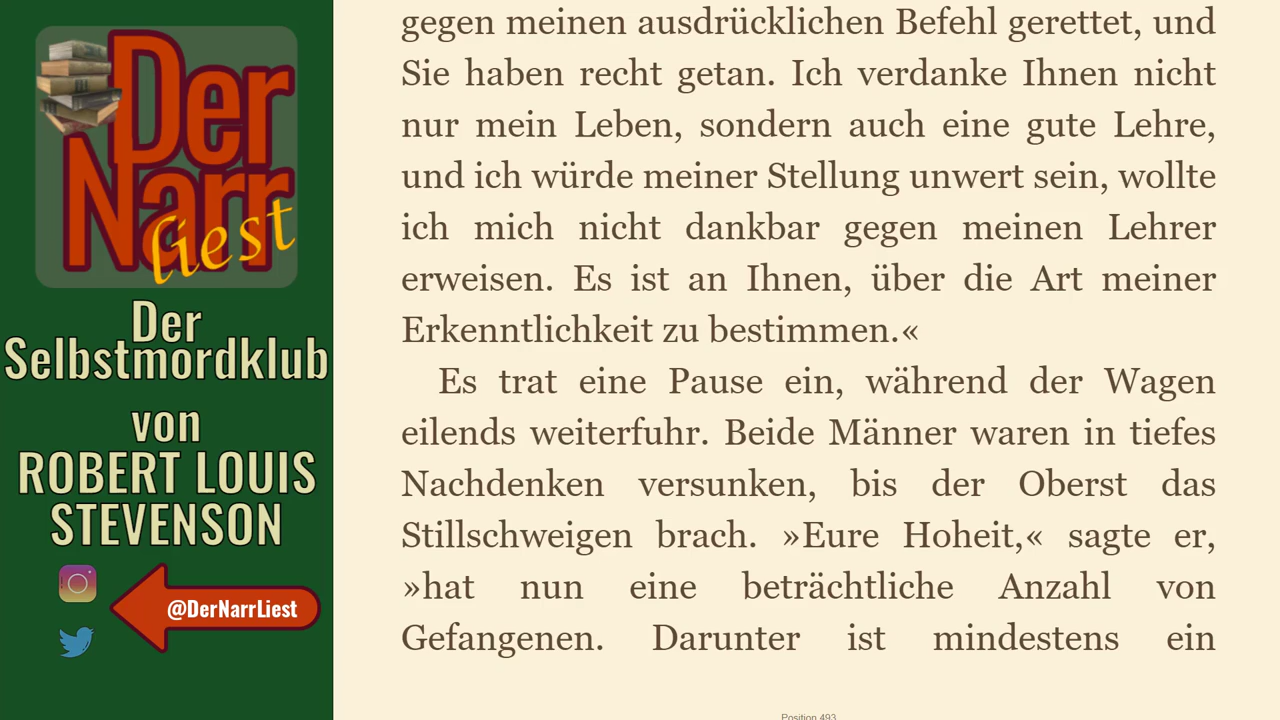 Der
Narr
liest
Der
Selbstmordklub
von
ROBERT LOUIS
STEVENSON
@DerNarrLiest
gegen meinen ausdrücklichen Befehl gerettet, und
Sie haben recht getan. Ich verdanke Ihnen nicht
nur mein Leben, sondern auch eine gute Lehre,
und ich würde meiner Stellung unwert sein, wollte
ich mich nicht dankbar gegen meinen Lehrer
erweisen. Es ist an Ihnen, über die Art meiner
Erkenntlichkeit zu bestimmen.«
Es trat eine Pause ein, während der Wagen
eilends weiterfuhr. Beide Männer waren in tiefes
Nachdenken versunken, bis der Oberst das
Stillschweigen brach. »Eure Hoheit,« sagte er,
»hat nun eine beträchtliche Anzahl von
Gefangenen. Darunter ist mindestens ein
Position 493